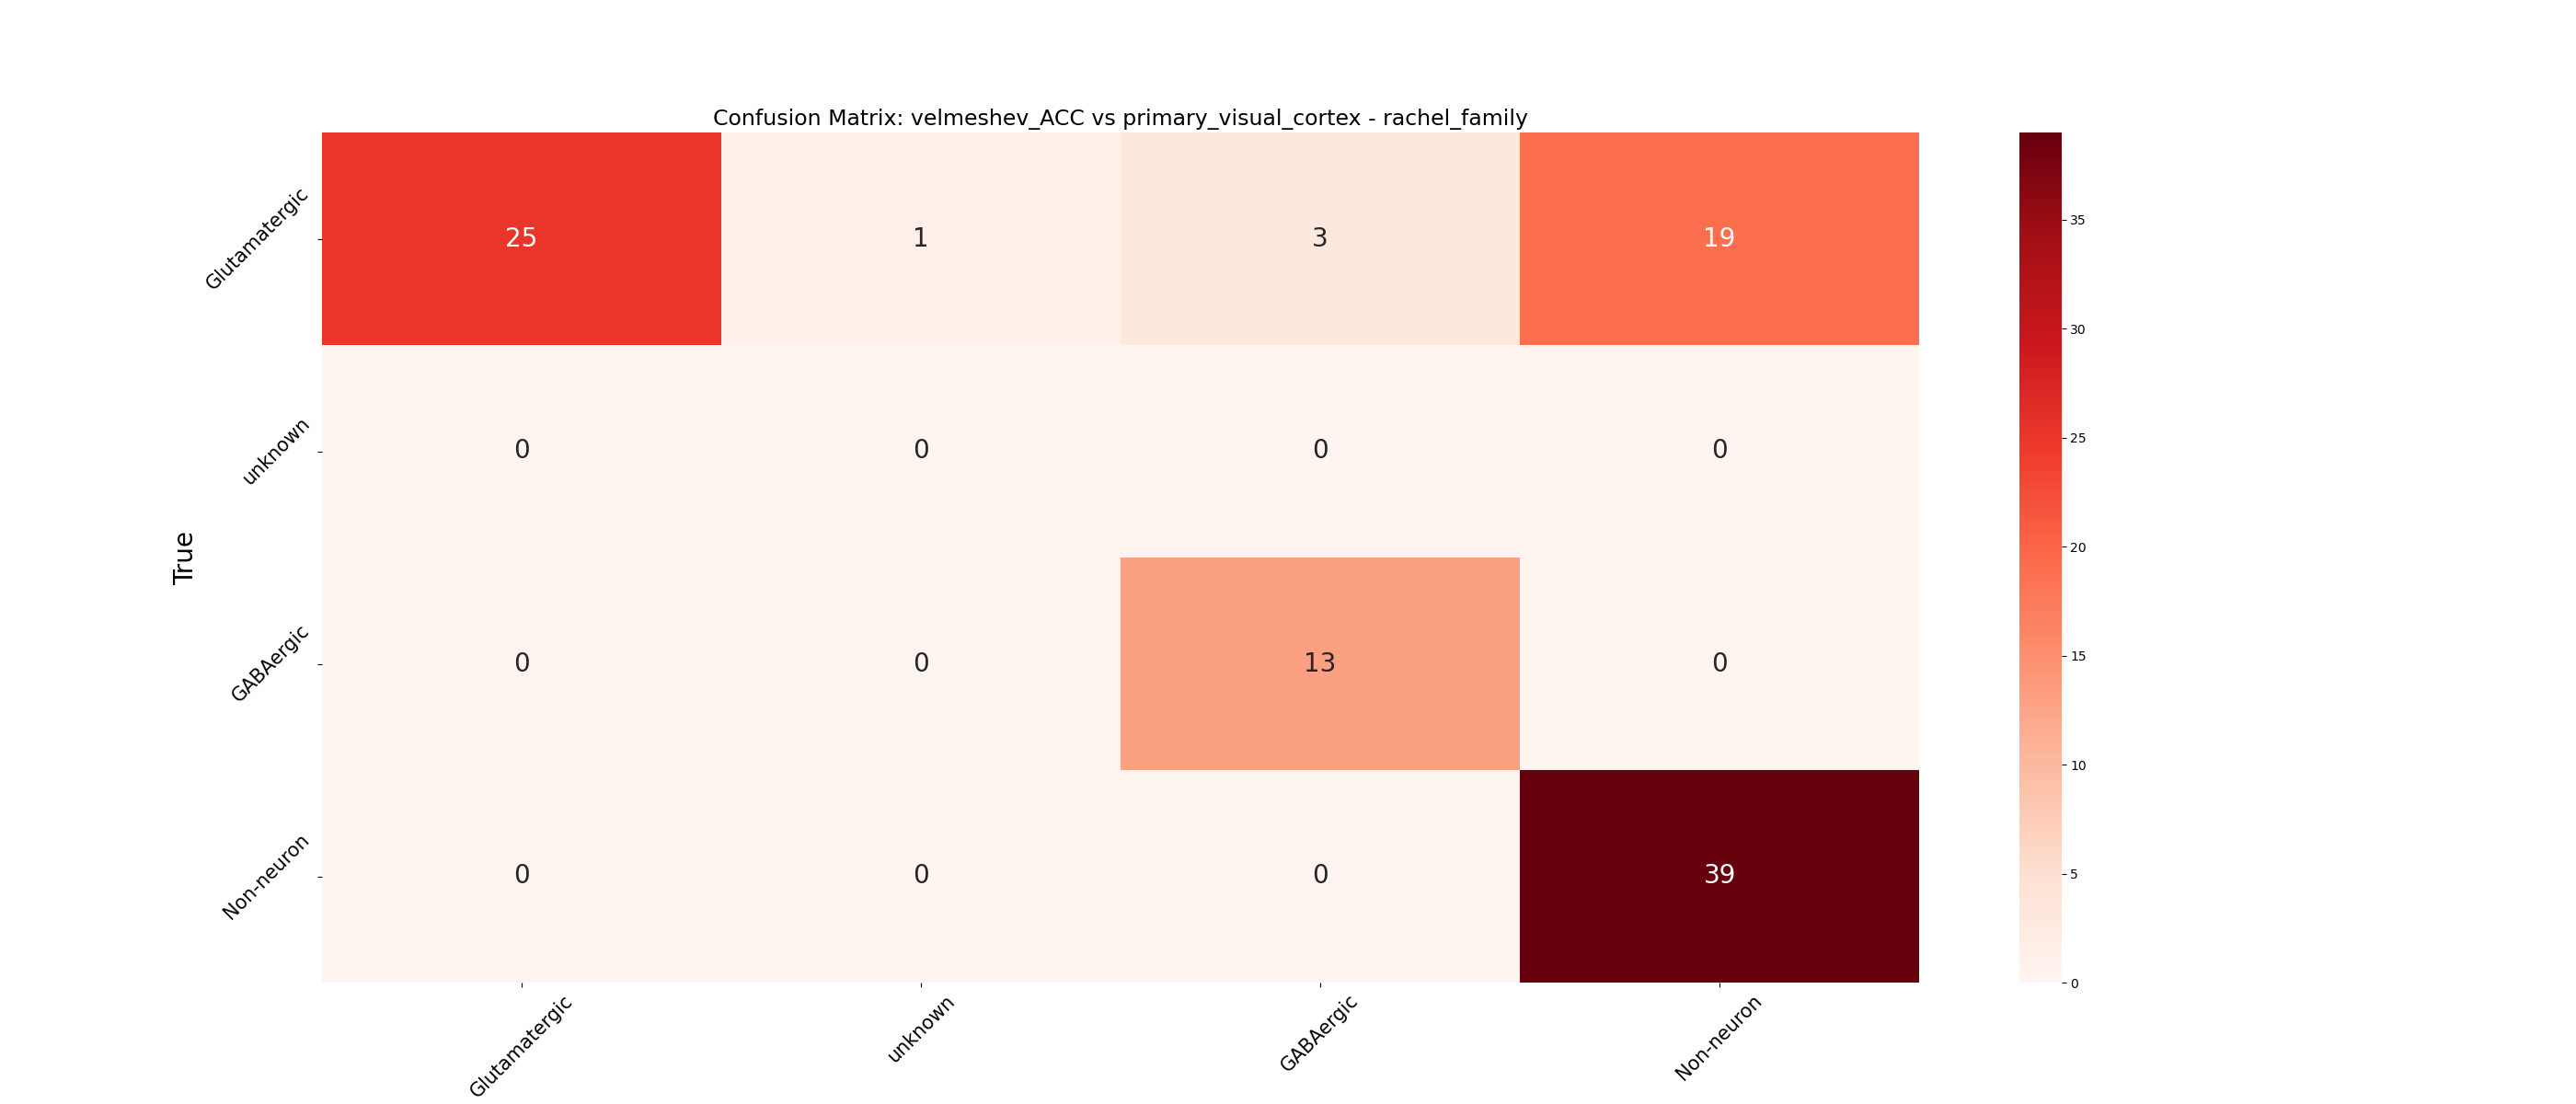 Confusion Matrix: velmeshev_ACC vs primary_visual_cortex - rachel_family
Glutamatergic
25 1 3 19
unknown
0 0 0 0
GABAergic
0 0 13 0
Non-neuron
0 0 0 39
True
Glutamatergic unknown GABAergic Non-neuron
35
30
25
20
15
10
5
0